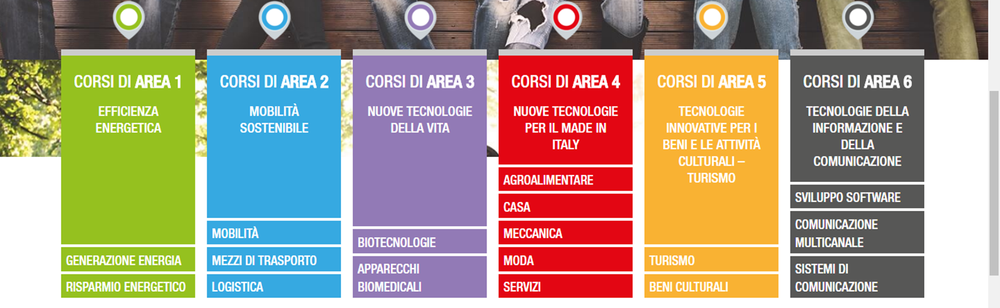 CORSI DI AREA 1
EFFICIENZA
ENERGETICA
GENERAZIONE ENERGIA
RISPARMIO ENERGETICO
CORSI DI AREA 2
MOBILITÀ
SOSTENIBILE
MOBILITÀ
MEZZI DI TRASPORTO
LOGISTICA
CORSI DI AREA 3
NUOVE TECNOLOGIE
DELLA VITA
BIOTECNOLOGIE
APPARECCHI
BIOMEDICALI
CORSI DI AREA 4
NUOVE TECNOLOGIE
PER IL MADE IN
ITALY
AGROALIMENTARE
CASA
MECCANICA
MODA
SERVIZI
CORSI DI AREA 5
TECNOLOGIE
INNOVATIVE PER I
BENI E LE ATTIVITÀ
CULTURALI –
TURISMO
TURISMO
BENI CULTURALI
CORSI DI AREA 6
TECNOLOGIE DELLA
INFORMAZIONE E
DELLA
COMUNICAZIONE
SVILUPPO SOFTWARE
COMUNICAZIONE
MULTICANALE
SISTEMI DI
COMUNICAZIONE